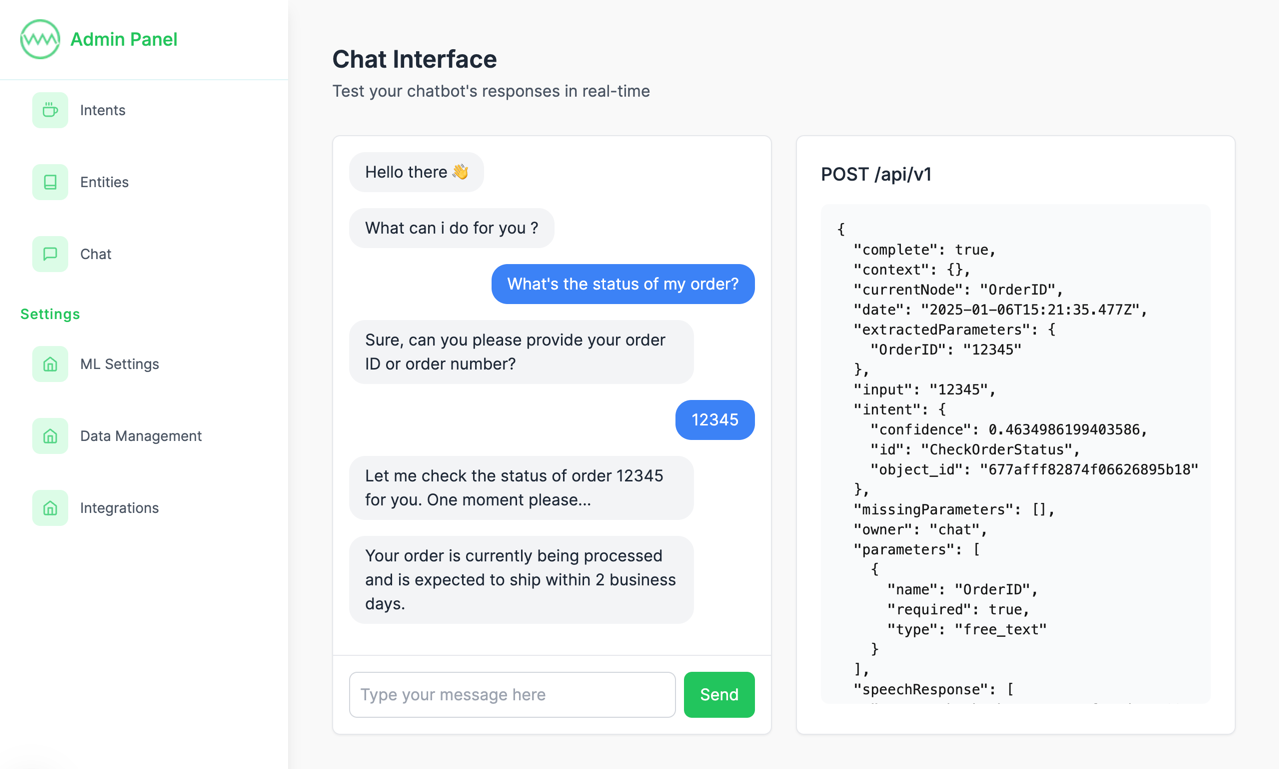 Admin Panel
Intents
Entities
Chat
Settings
ML Settings
Data Management
Integrations
Chat Interface
Test your chatbot's responses in real-time
Hello there 👋
What can i do for you ?
What's the status of my order?
Sure, can you please provide your order
ID or order number?
12345
Let me check the status of order 12345
for you. One moment please...
Your order is currently being processed
and is expected to ship within 2 business
days.
Type your message here
Send
POST /api/v1
{
  "complete": true,
  "context": {},
  "currentNode": "OrderID",
  "date": "2025-01-06T15:21:35.477Z",
  "extractedParameters": {
    "OrderID": "12345"
  },
  "input": "12345",
  "intent": {
    "confidence": 0.4634986199403586,
    "id": "CheckOrderStatus",
    "object_id": "677afff82874f06626895b18"
  },
  "missingParameters": [],
  "owner": "chat",
  "parameters": [
    {
      "name": "OrderID",
      "required": true,
      "type": "free_text"
    }
  ],
  "speechResponse": [